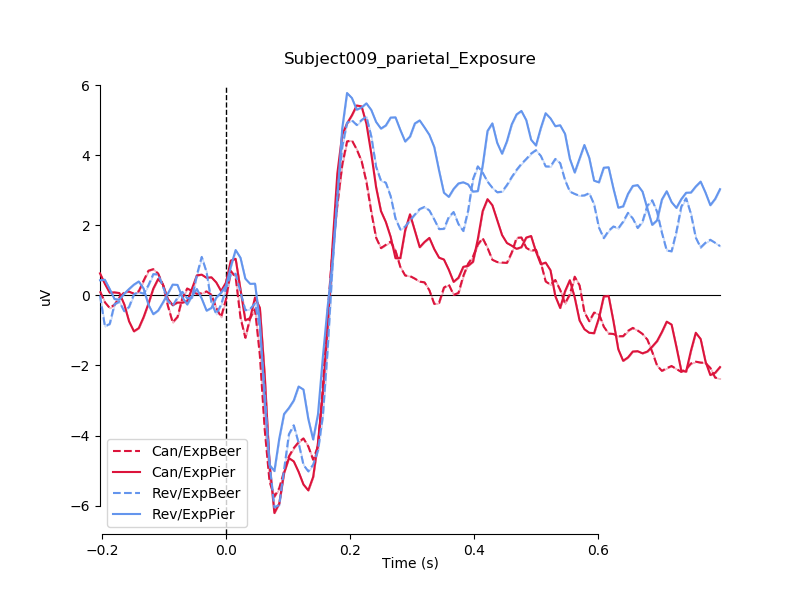 Subject009_parietal_Exposure
uV
6
4
2
0
−2
−4
−6
Can/ExpBeer
Can/ExpPier
Rev/ExpBeer
Rev/ExpPier
−0.2
0.0
0.2
0.4
0.6
Time (s)